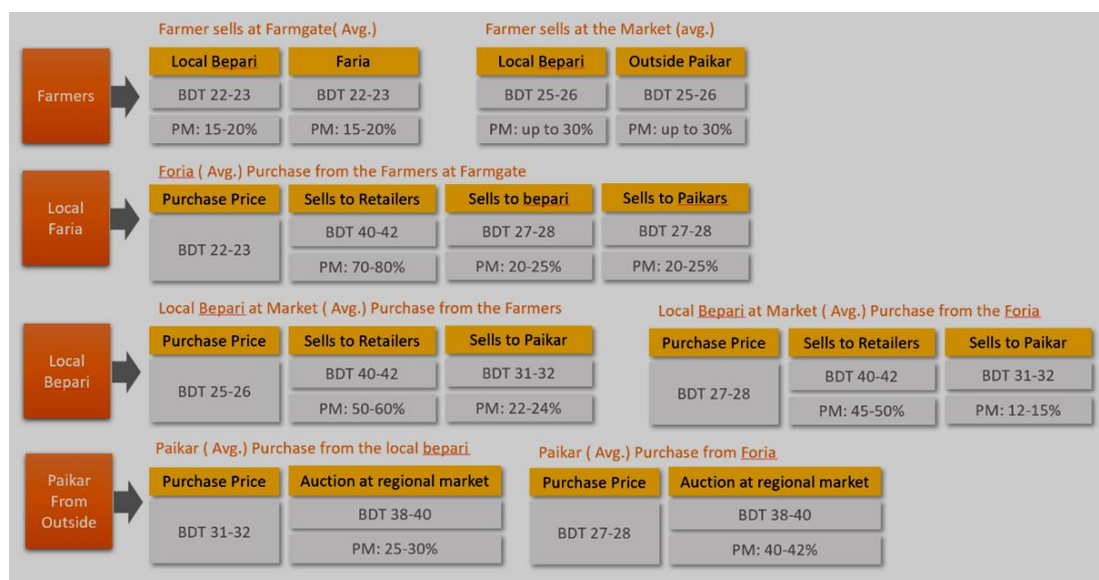 Farmer sells at Farmgate( Avg.)
Farmer sells at the Market (avg.)
Farmers
Local Bepari Faria
BDT 22-23 BDT 22-23
PM: 15-20% PM: 15-20%
Local Bepari Outside Paikar
BDT 25-26 BDT 25-26
PM: up to 30% PM: up to 30%
Foria ( Avg.) Purchase from the Farmers at Farmgate
Local
Faria
Purchase Price Sells to Retailers Sells to bepari Sells to Paikars
BDT 22-23
BDT 40-42 BDT 27-28 BDT 27-28
PM: 70-80% PM: 20-25% PM: 20-25%
Local Bepari at Market ( Avg.) Purchase from the Farmers
Local
Bepari
Purchase Price Sells to Retailers Sells to Paikar
BDT 25-26
BDT 40-42 BDT 31-32
PM: 50-60% PM: 22-24%
Local Bepari at Market ( Avg.) Purchase from the Foria
Purchase Price Sells to Retailers Sells to Paikar
BDT 27-28
BDT 40-42 BDT 31-32
PM: 45-50% PM: 12-15%
Paikar ( Avg.) Purchase from the local bepari
Paikar
From
Outside
Purchase Price Auction at regional market
BDT 31-32
BDT 38-40
PM: 25-30%
Paikar ( Avg.) Purchase from Foria
Purchase Price Auction at regional market
BDT 27-28
BDT 38-40
PM: 40-42%